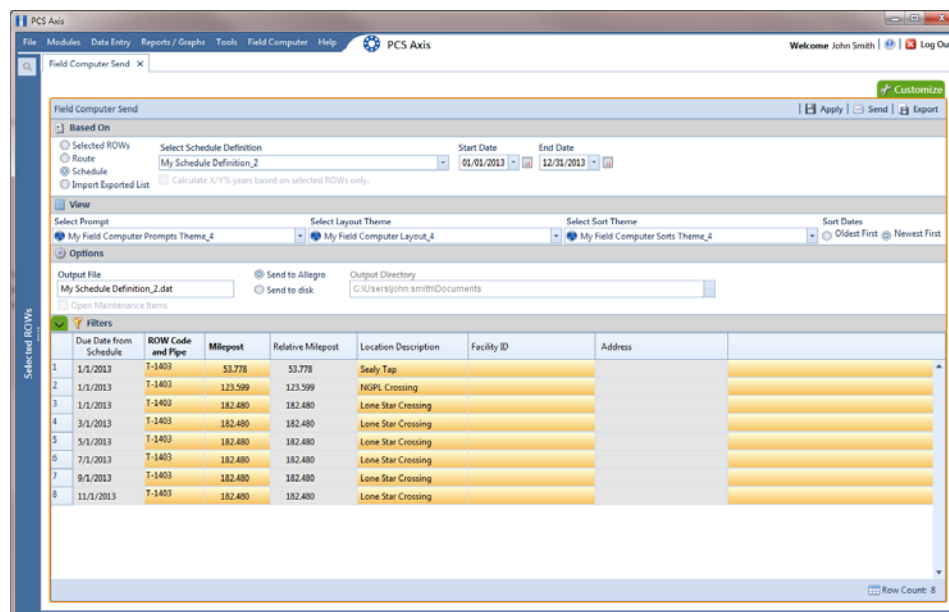 PCS Axis
File Modules Data Entry Reports / Graphs Tools Field Computer Help PCS Axis Welcome John Smith Log Ou
Field Computer Send
Customize
Field Computer Send Apply Send Export
Based On
Selected ROWs
Route
Schedule
Import Exported List
Select Schedule Definition
My Schedule Definition_2
Calculate X/Y% years based on selected ROWs only.
Start Date End Date
01/01/2013 12/31/2013
View
Select Prompt Select Layout Theme Select Sort Theme Sort Dates
My Field Computer Prompts Theme_4 My Field Computer Layout_4 My Field Computer Sorts Theme_4 Oldest First Newest First
Options
Output File
My Schedule Definition_2.dat
Open Maintenance Items
Send to Allegro
Send to disk
Output Directory
C:\Users\john.smith\Documents
Filters
Due Date from Schedule ROW Code and Pipe Milepost Relative Milepost Location Description Facility ID Address
1 1/1/2013 T-1403 53.778 53.778 Sealy Tap
2 1/1/2013 T-1403 123.599 123.599 NGPL Crossing
3 1/1/2013 T-1403 182.480 182.480 Lone Star Crossing
4 3/1/2013 T-1403 182.480 182.480 Lone Star Crossing
5 5/1/2013 T-1403 182.480 182.480 Lone Star Crossing
6 7/1/2013 T-1403 182.480 182.480 Lone Star Crossing
7 9/1/2013 T-1403 182.480 182.480 Lone Star Crossing
8 11/1/2013 T-1403 182.480 182.480 Lone Star Crossing
Row Count: 8
Selected ROWs